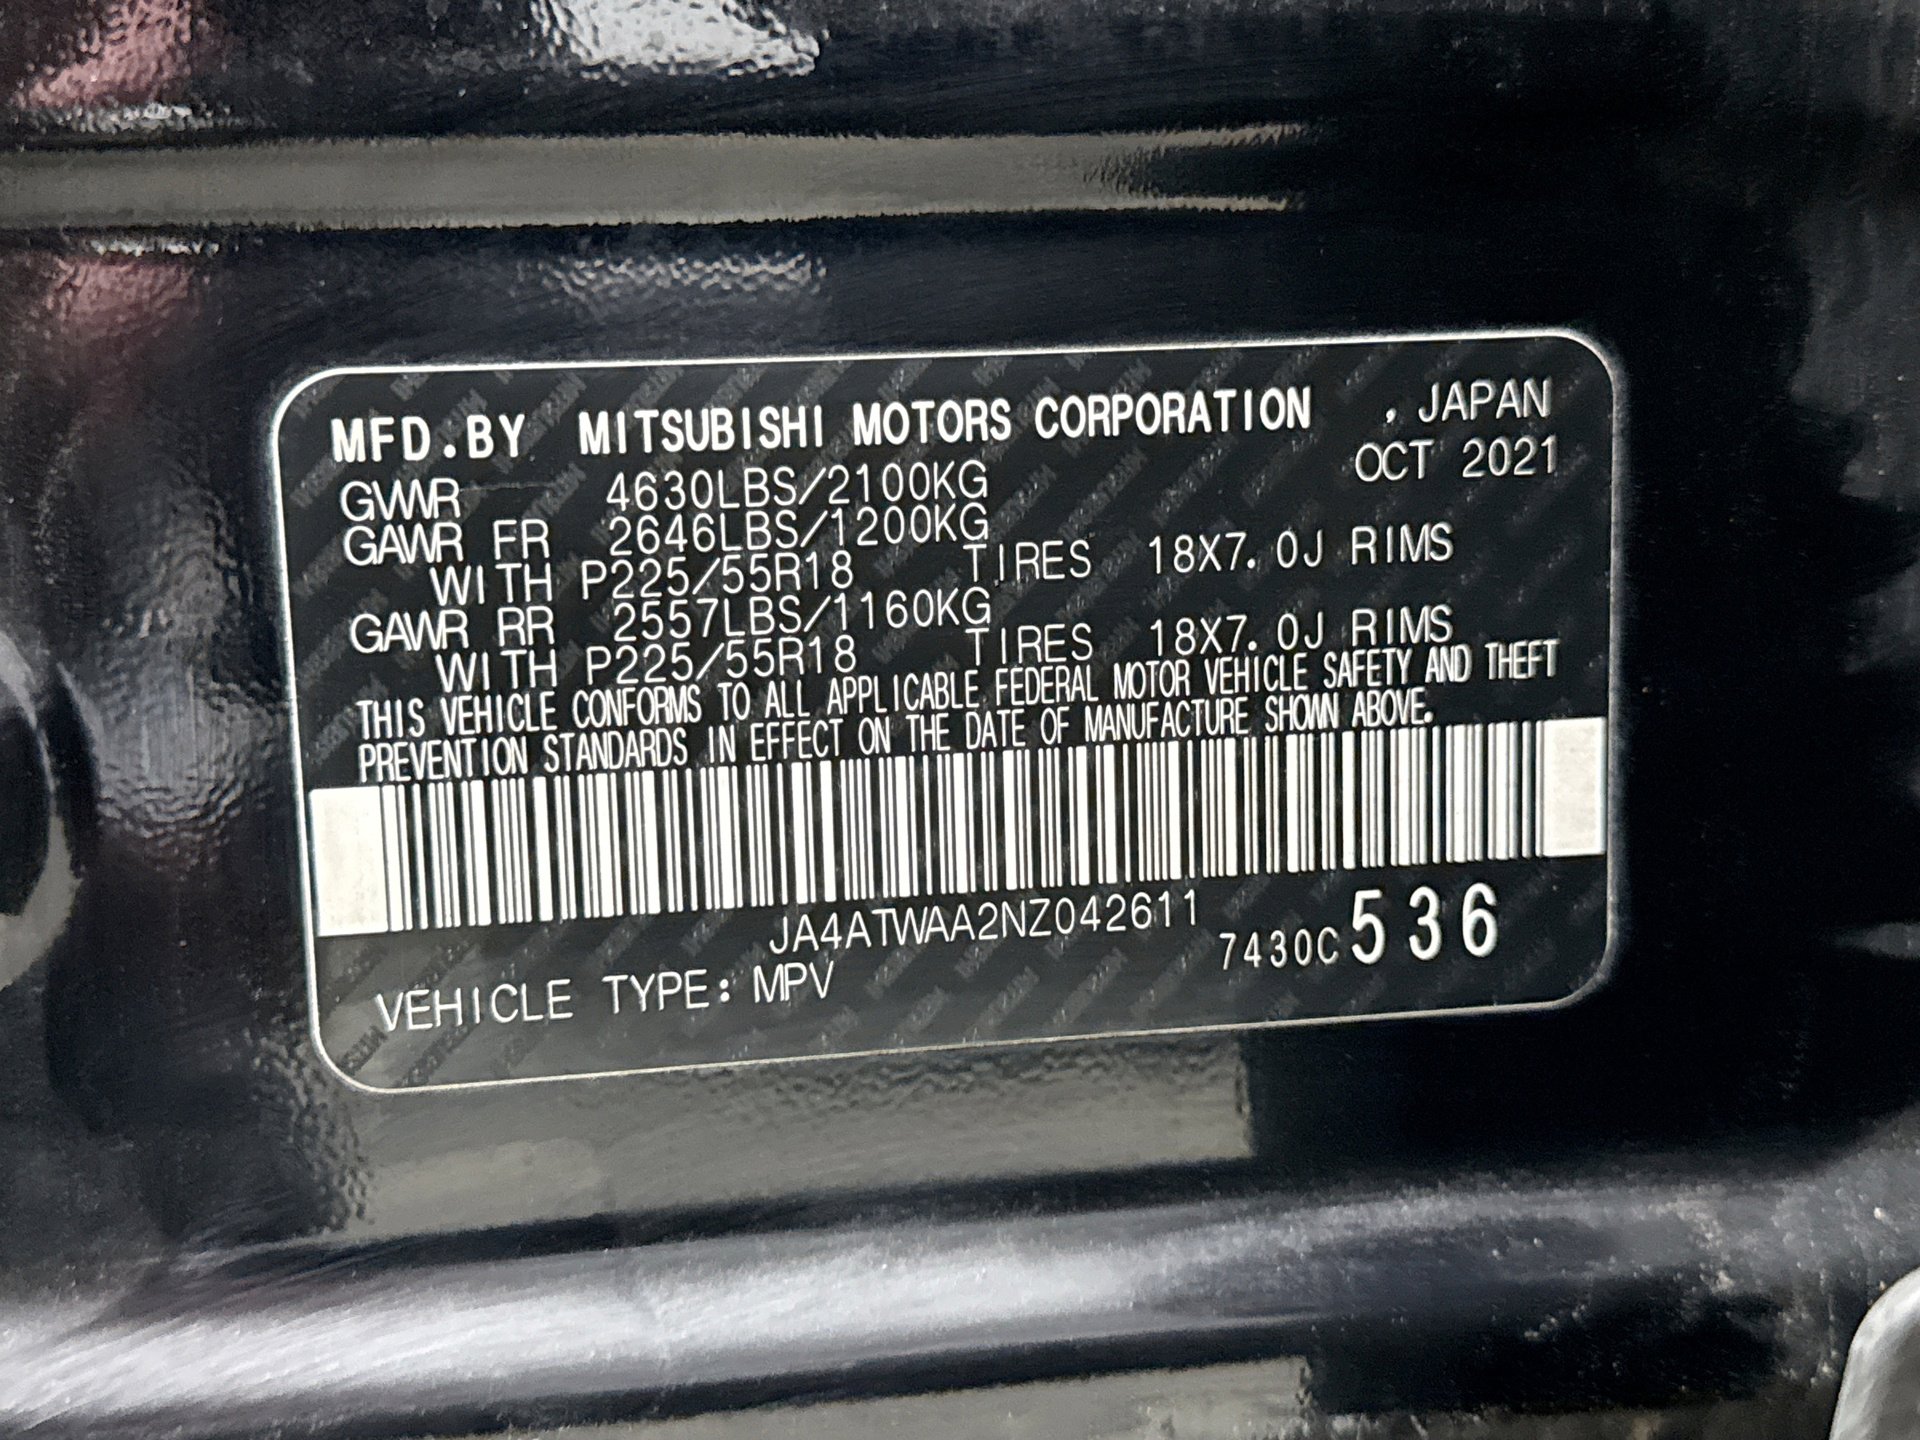 MFD.BY MITSUBISHI MOTORS CORPORATION , JAPAN
OCT 2021
GVWR 4630LBS/2100KG
GAWR FR 2646LBS/1200KG
WITH P225/55R18 TIRES 18X7.0J RIMS
GAWR RR 2557LBS/1160KG
WITH P225/55R18 TIRES 18X7.0J RIMS
THIS VEHICLE CONFORMS TO ALL APPLICABLE FEDERAL MOTOR VEHICLE SAFETY AND THEFT
PREVENTION STANDARDS IN EFFECT ON THE DATE OF MANUFACTURE SHOWN ABOVE.
JA4ATWAA2NZ042611
7430C536
VEHICLE TYPE: MPV